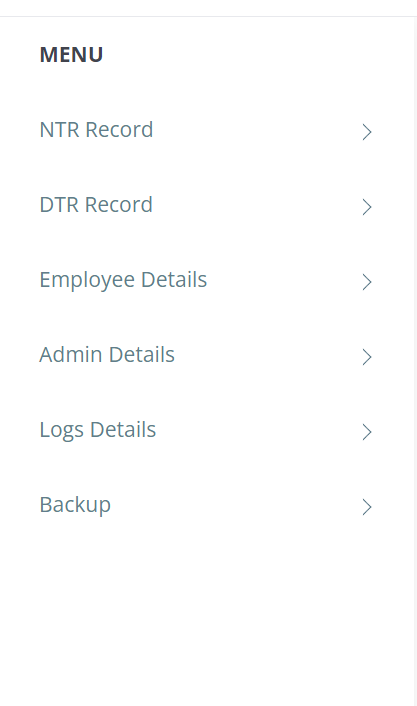 MENU
NTR Record
DTR Record
Employee Details
Admin Details
Logs Details
Backup